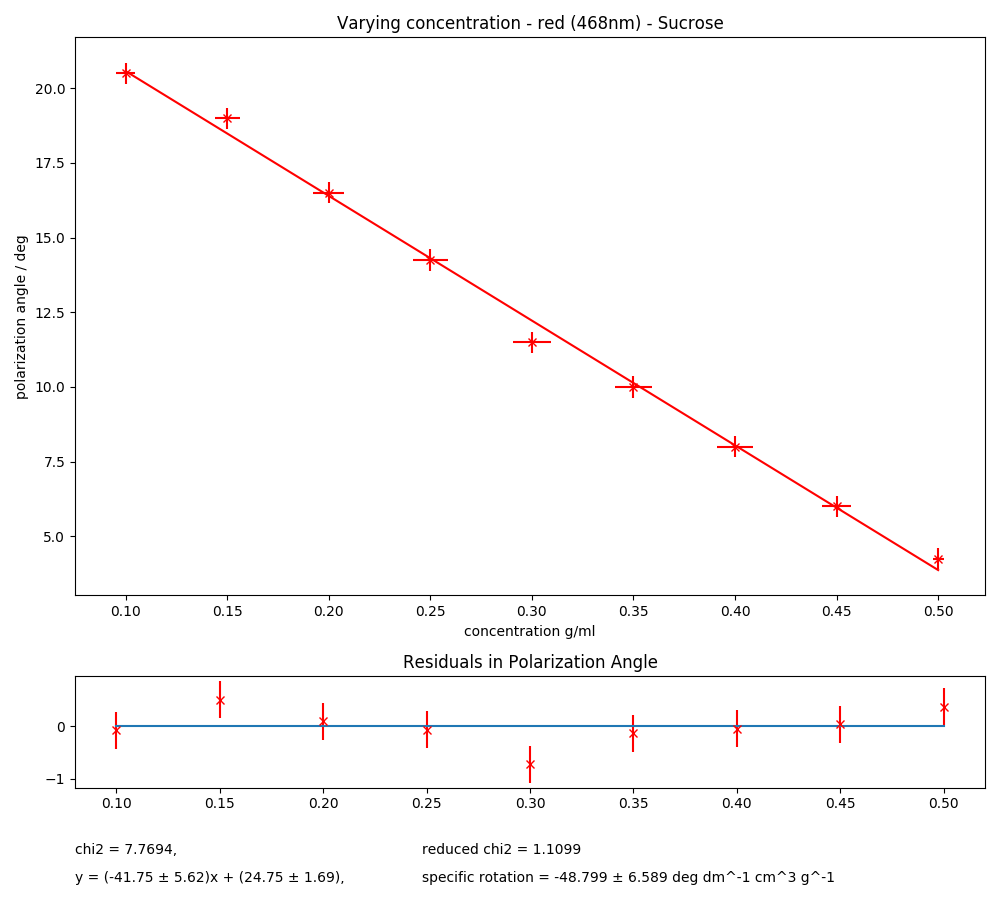 Varying concentration - red (468nm) - Sucrose
polarization angle / deg
20.0
17.5
15.0
12.5
10.0
7.5
5.0
0.10 0.15 0.20 0.25 0.30 0.35 0.40 0.45 0.50
concentration g/ml
Residuals in Polarization Angle
0
−1
0.10 0.15 0.20 0.25 0.30 0.35 0.40 0.45 0.50
chi2 = 7.7694, reduced chi2 = 1.1099
y = (-41.75 ± 5.62)x + (24.75 ± 1.69), specific rotation = -48.799 ± 6.589 deg dm^-1 cm^3 g^-1